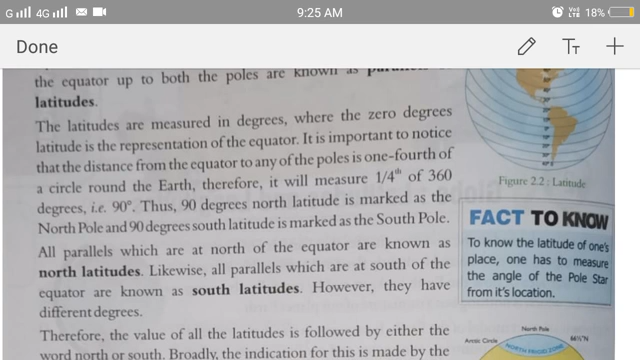 G 4G 9:25 AM VoD LTE 18%
Done TT +
the equator up to both the poles are known as
latitudes.
The latitudes are measured in degrees, where the zero degrees
latitude is the representation of the equator. It is important to notice
that the distance from the equator to any of the poles is one-fourth of
a circle round the Earth, therefore, it will measure 1/4th of 360
degrees, i.e. 90°. Thus, 90 degrees north latitude is marked as the
North Pole and 90 degrees south latitude is marked as the South Pole.
All parallels which are at north of the equator are known as
north latitudes. Likewise, all parallels which are at south of the
equator are known as south latitudes. However, they have
different degrees.
Therefore, the value of all the latitudes is followed by either the
word north or south. Broadly, the indication for this is made by the
Figure 2.2 : Latitude
FACT TO KNOW
To know the latitude of one's
place, one has to measure
the angle of the Pole Star
from it's location.
North Pole
Arctic Circle 66½°N
NORTH FRIGID ZONE